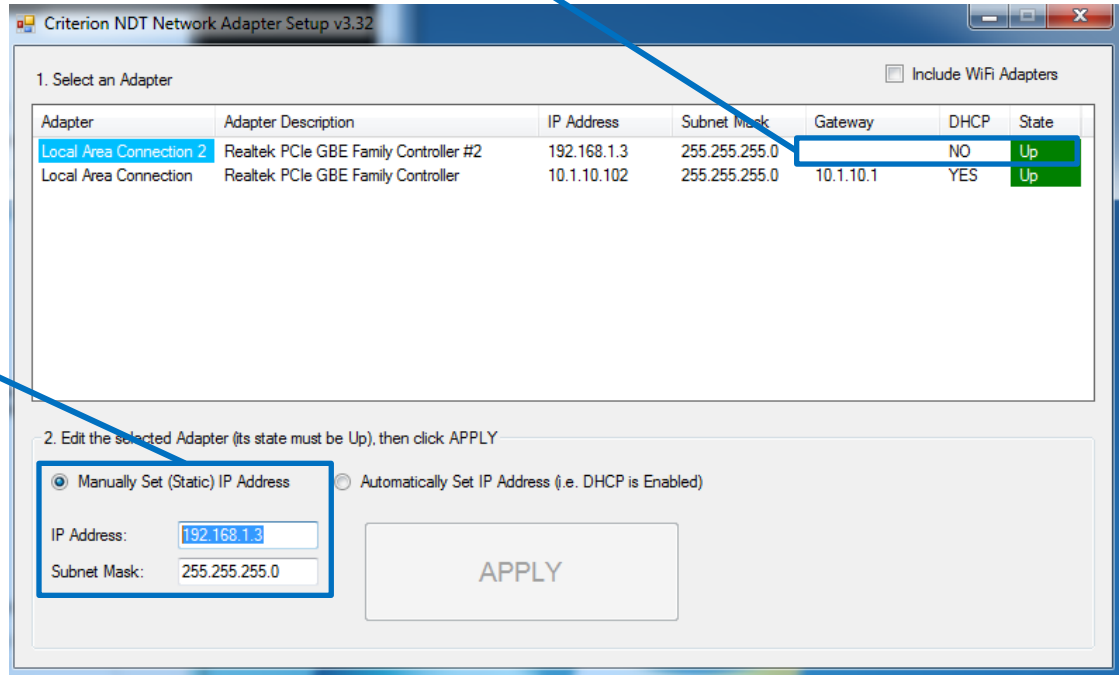 Criterion NDT Network Adapter Setup v3.32
1. Select an Adapter
Include WiFi Adapters
Adapter Adapter Description IP Address Subnet Mask Gateway DHCP State
Local Area Connection 2 Realtek PCIe GBE Family Controller #2 192.168.1.3 255.255.255.0 NO Up
Local Area Connection Realtek PCIe GBE Family Controller 10.1.10.102 255.255.255.0 10.1.10.1 YES Up
2. Edit the selected Adapter (its state must be Up), then click APPLY
Manually Set (Static) IP Address Automatically Set IP Address (i.e. DHCP is Enabled)
IP Address: 192.168.1.3
Subnet Mask: 255.255.255.0
APPLY